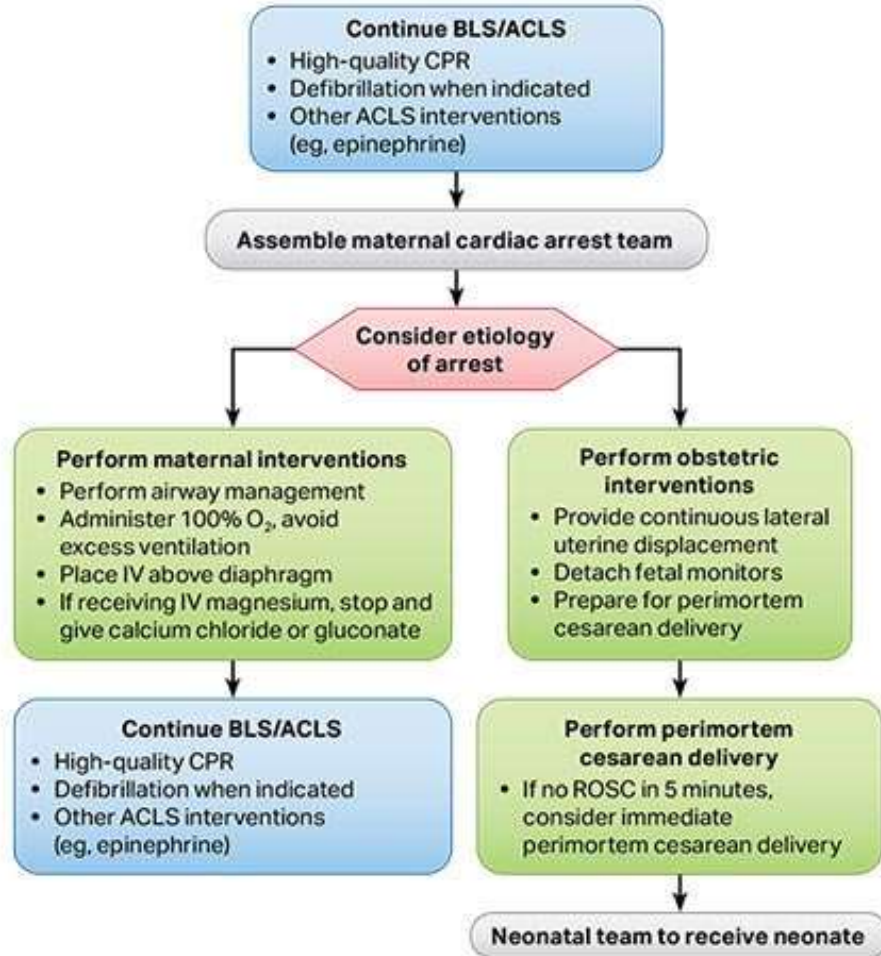 Continue BLS/ACLS
• High-quality CPR
• Defibrillation when indicated
• Other ACLS interventions
(eg, epinephrine)
Assemble maternal cardiac arrest team
Consider etiology
of arrest
Perform maternal interventions
• Perform airway management
• Administer 100% O₂, avoid
excess ventilation
• Place IV above diaphragm
• If receiving IV magnesium, stop and
give calcium chloride or gluconate
Continue BLS/ACLS
• High-quality CPR
• Defibrillation when indicated
• Other ACLS interventions
(eg, epinephrine)
Perform obstetric
interventions
• Provide continuous lateral
uterine displacement
• Detach fetal monitors
• Prepare for perimortem
cesarean delivery
Perform perimortem
cesarean delivery
• If no ROSC in 5 minutes,
consider immediate
perimortem cesarean delivery
Neonatal team to receive neonate